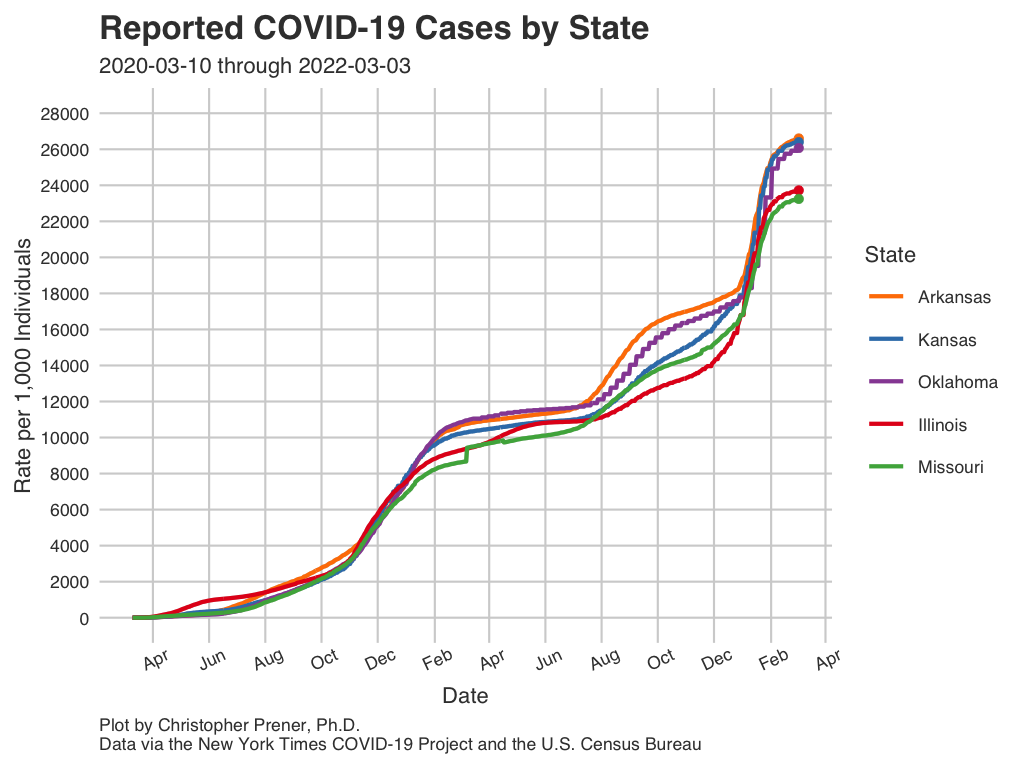 Reported COVID-19 Cases by State
2020-03-10 through 2022-03-03
28000
26000
24000
22000
20000
18000
16000
14000
12000
10000
8000
6000
4000
2000
0
Rate per 1,000 Individuals
Apr Jun Aug Oct Dec Feb Apr Jun Aug Oct Dec Feb Apr
Date
State
Arkansas
Kansas
Oklahoma
Illinois
Missouri
Plot by Christopher Prener, Ph.D.
Data via the New York Times COVID-19 Project and the U.S. Census Bureau